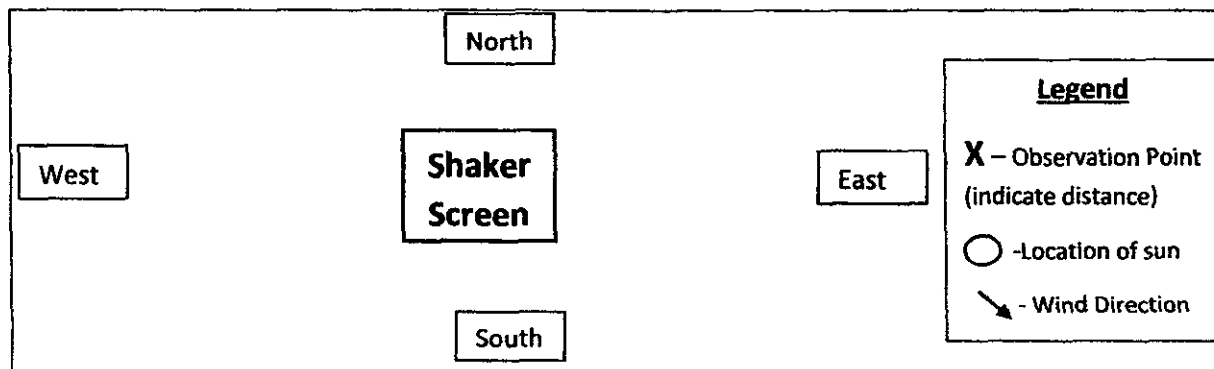 North
Legend
West
Shaker
Screen
East
X – Observation Point
(indicate distance)
-Location of sun
- Wind Direction
South